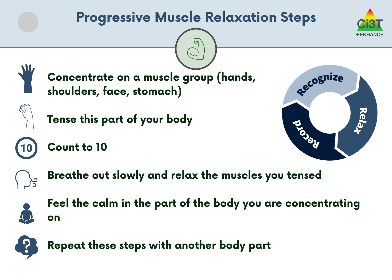 Progressive Muscle Relaxation Steps
Ci3T
ENHANCE
Concentrate on a muscle group (hands,
shoulders, face, stomach)
Tense this part of your body
10
Count to 10
Breathe out slowly and relax the muscles you tensed
Feel the calm in the part of the body you are concentrating
on
?
Repeat these steps with another body part
Recognize
Relax
Record